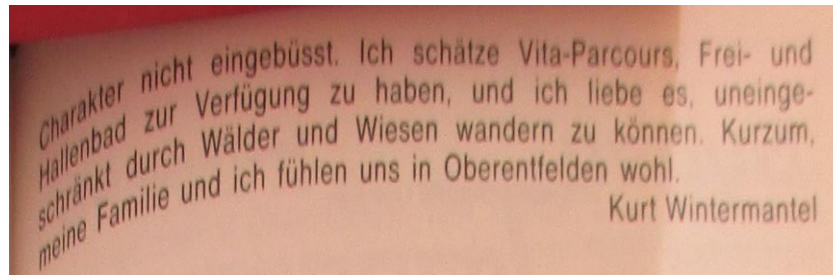 Charakter nicht eingebüsst. Ich schätze Vita-Parcours, Frei- und
Hallenbad zur Verfügung zu haben, und ich liebe es, uneinge-
schränkt durch Wälder und Wiesen wandern zu können. Kurzum,
meine Familie und ich fühlen uns in Oberentfelden wohl.
Kurt Wintermantel